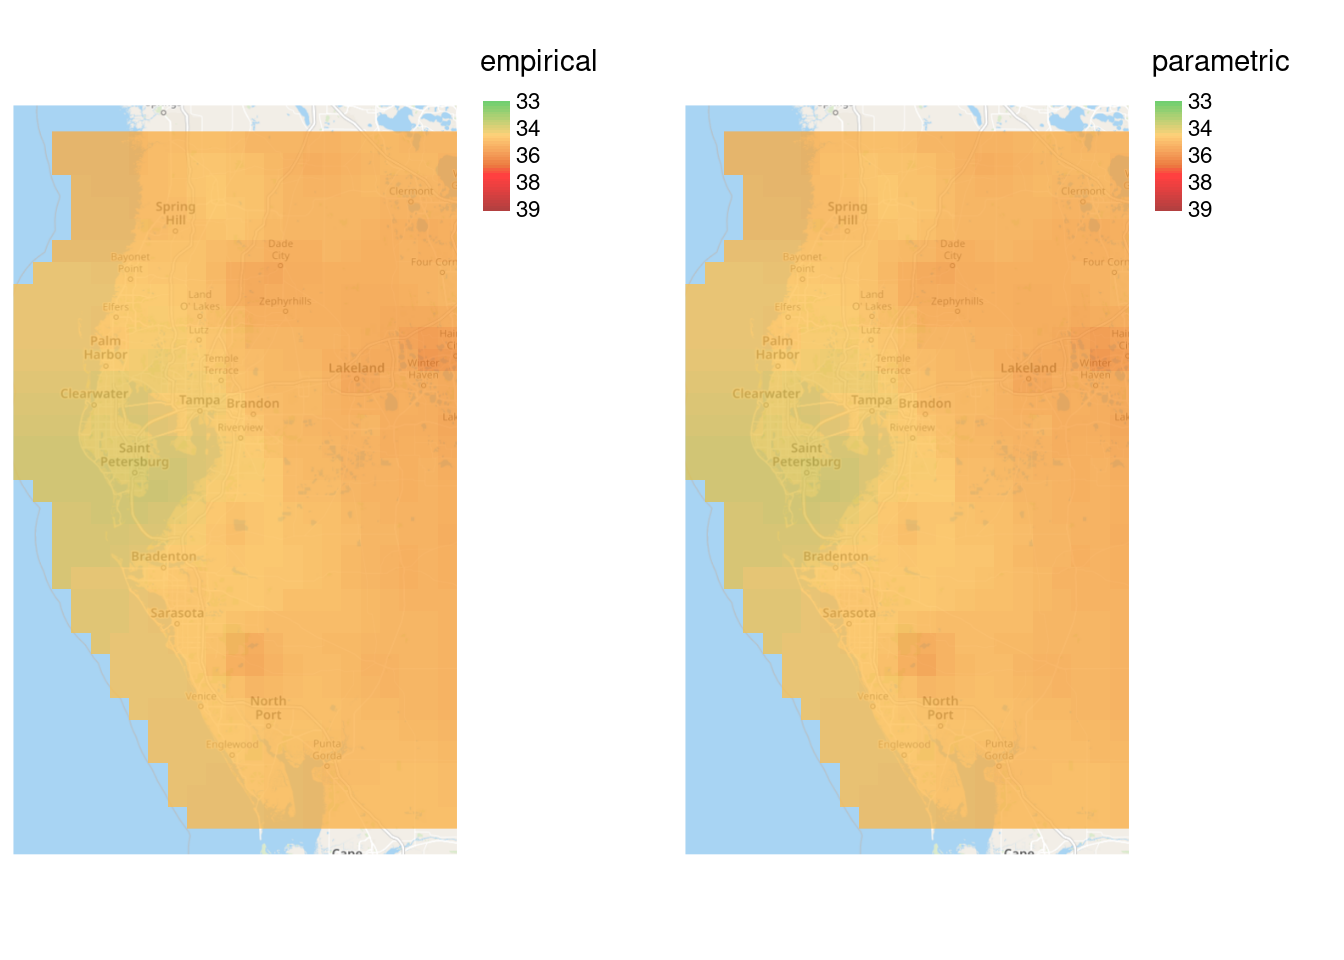 empirical
33
34
36
38
39
Clermont
Spring
Hill
Dade
City
Bayonet
Point
Four Corn
Land
O' Lakes
Zephyrhills
Elfers
Lutz
Palm
Harbor
Temple
Terrace
Lakeland
Winter
Haven
Clearwater
Tampa
Brandon
Riverview
Saint
Petersburg
Bradenton
Sarasota
Venice
North
Port
Englewood
Punta
Gorda
Cape
parametric
33
34
36
38
39
Clermont
Spring
Hill
Dade
City
Bayonet
Point
Four Corn
Land
O' Lakes
Zephyrhills
Elfers
Lutz
Palm
Harbor
Temple
Terrace
Lakeland
Winter
Haven
Clearwater
Tampa
Brandon
Riverview
Saint
Petersburg
Bradenton
Sarasota
Venice
North
Port
Englewood
Punta
Gorda
Cape